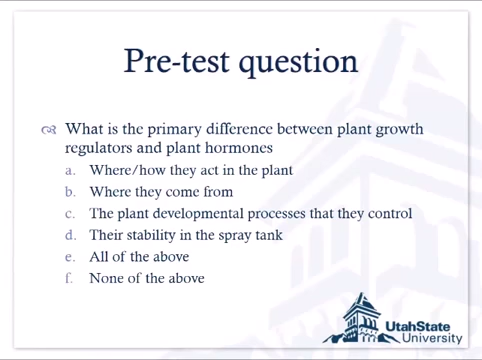 Pre-test question
What is the primary difference between plant growth
regulators and plant hormones
a. Where/how they act in the plant
b. Where they come from
c. The plant developmental processes that they control
d. Their stability in the spray tank
e. All of the above
f. None of the above
UtahState
University